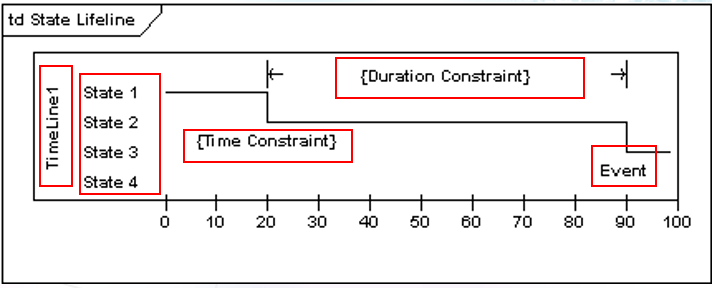 td State Lifeline
{Duration Constraint}
TimeLine1
State 1
State 2
{Time Constraint}
State 3
Event
State 4
0 10 20 30 40 50 60 70 80 90 100